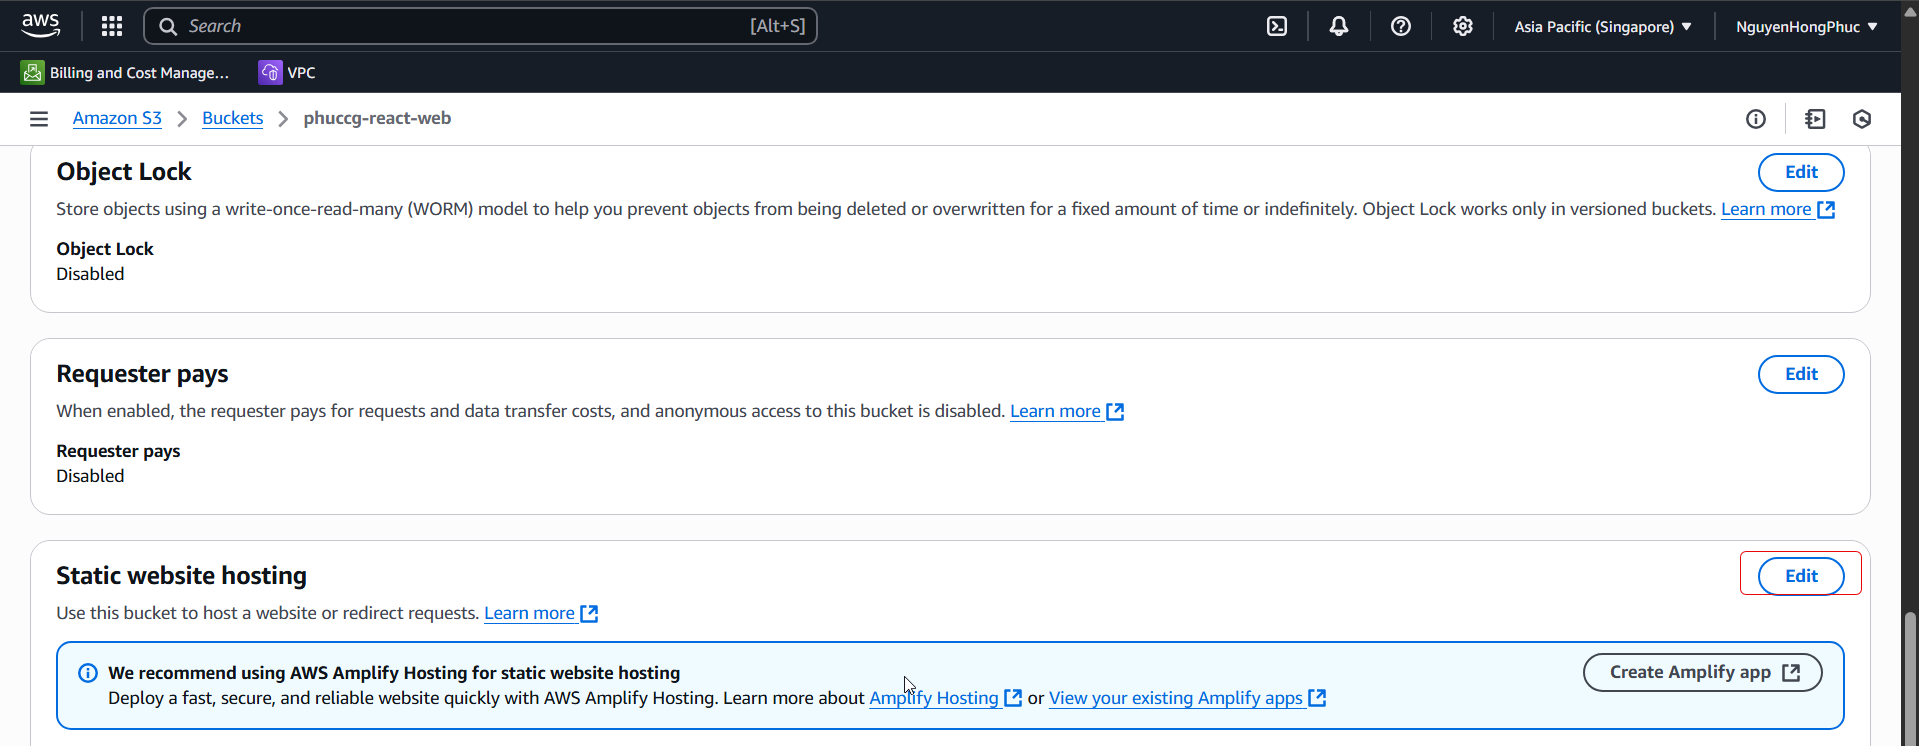 aws
Search [Alt+S]
Asia Pacific (Singapore)
NguyenHongPhuc
Billing and Cost Manage...
VPC
Amazon S3
Buckets
phuccg-react-web
Object Lock
Edit
Store objects using a write-once-read-many (WORM) model to help you prevent objects from being deleted or overwritten for a fixed amount of time or indefinitely. Object Lock works only in versioned buckets. Learn more
Object Lock
Disabled
Requester pays
Edit
When enabled, the requester pays for requests and data transfer costs, and anonymous access to this bucket is disabled. Learn more
Requester pays
Disabled
Static website hosting
Edit
Use this bucket to host a website or redirect requests. Learn more
We recommend using AWS Amplify Hosting for static website hosting
Create Amplify app
Deploy a fast, secure, and reliable website quickly with AWS Amplify Hosting. Learn more about Amplify Hosting or View your existing Amplify apps